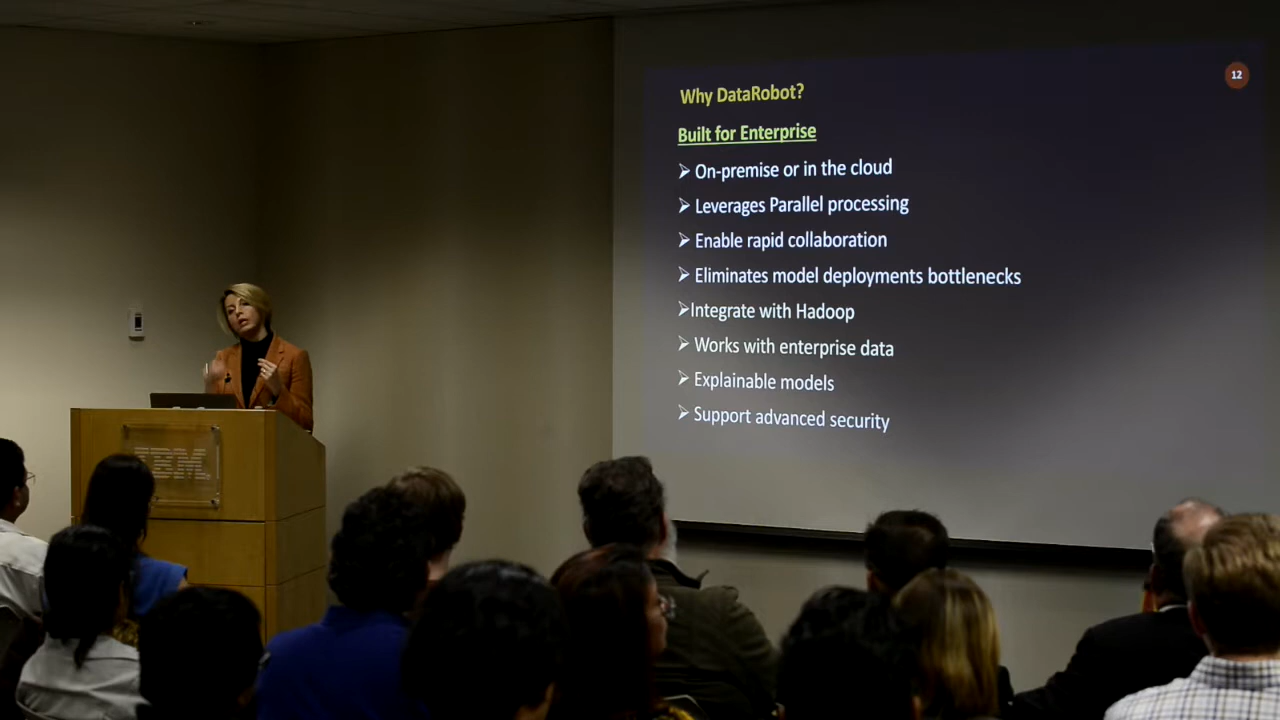 12
Why DataRobot?
Built for Enterprise
➢ On-premise or in the cloud
➢ Leverages Parallel processing
➢ Enable rapid collaboration
➢ Eliminates model deployments bottlenecks
➢Integrate with Hadoop
➢ Works with enterprise data
➢ Explainable models
➢ Support advanced security
IBM